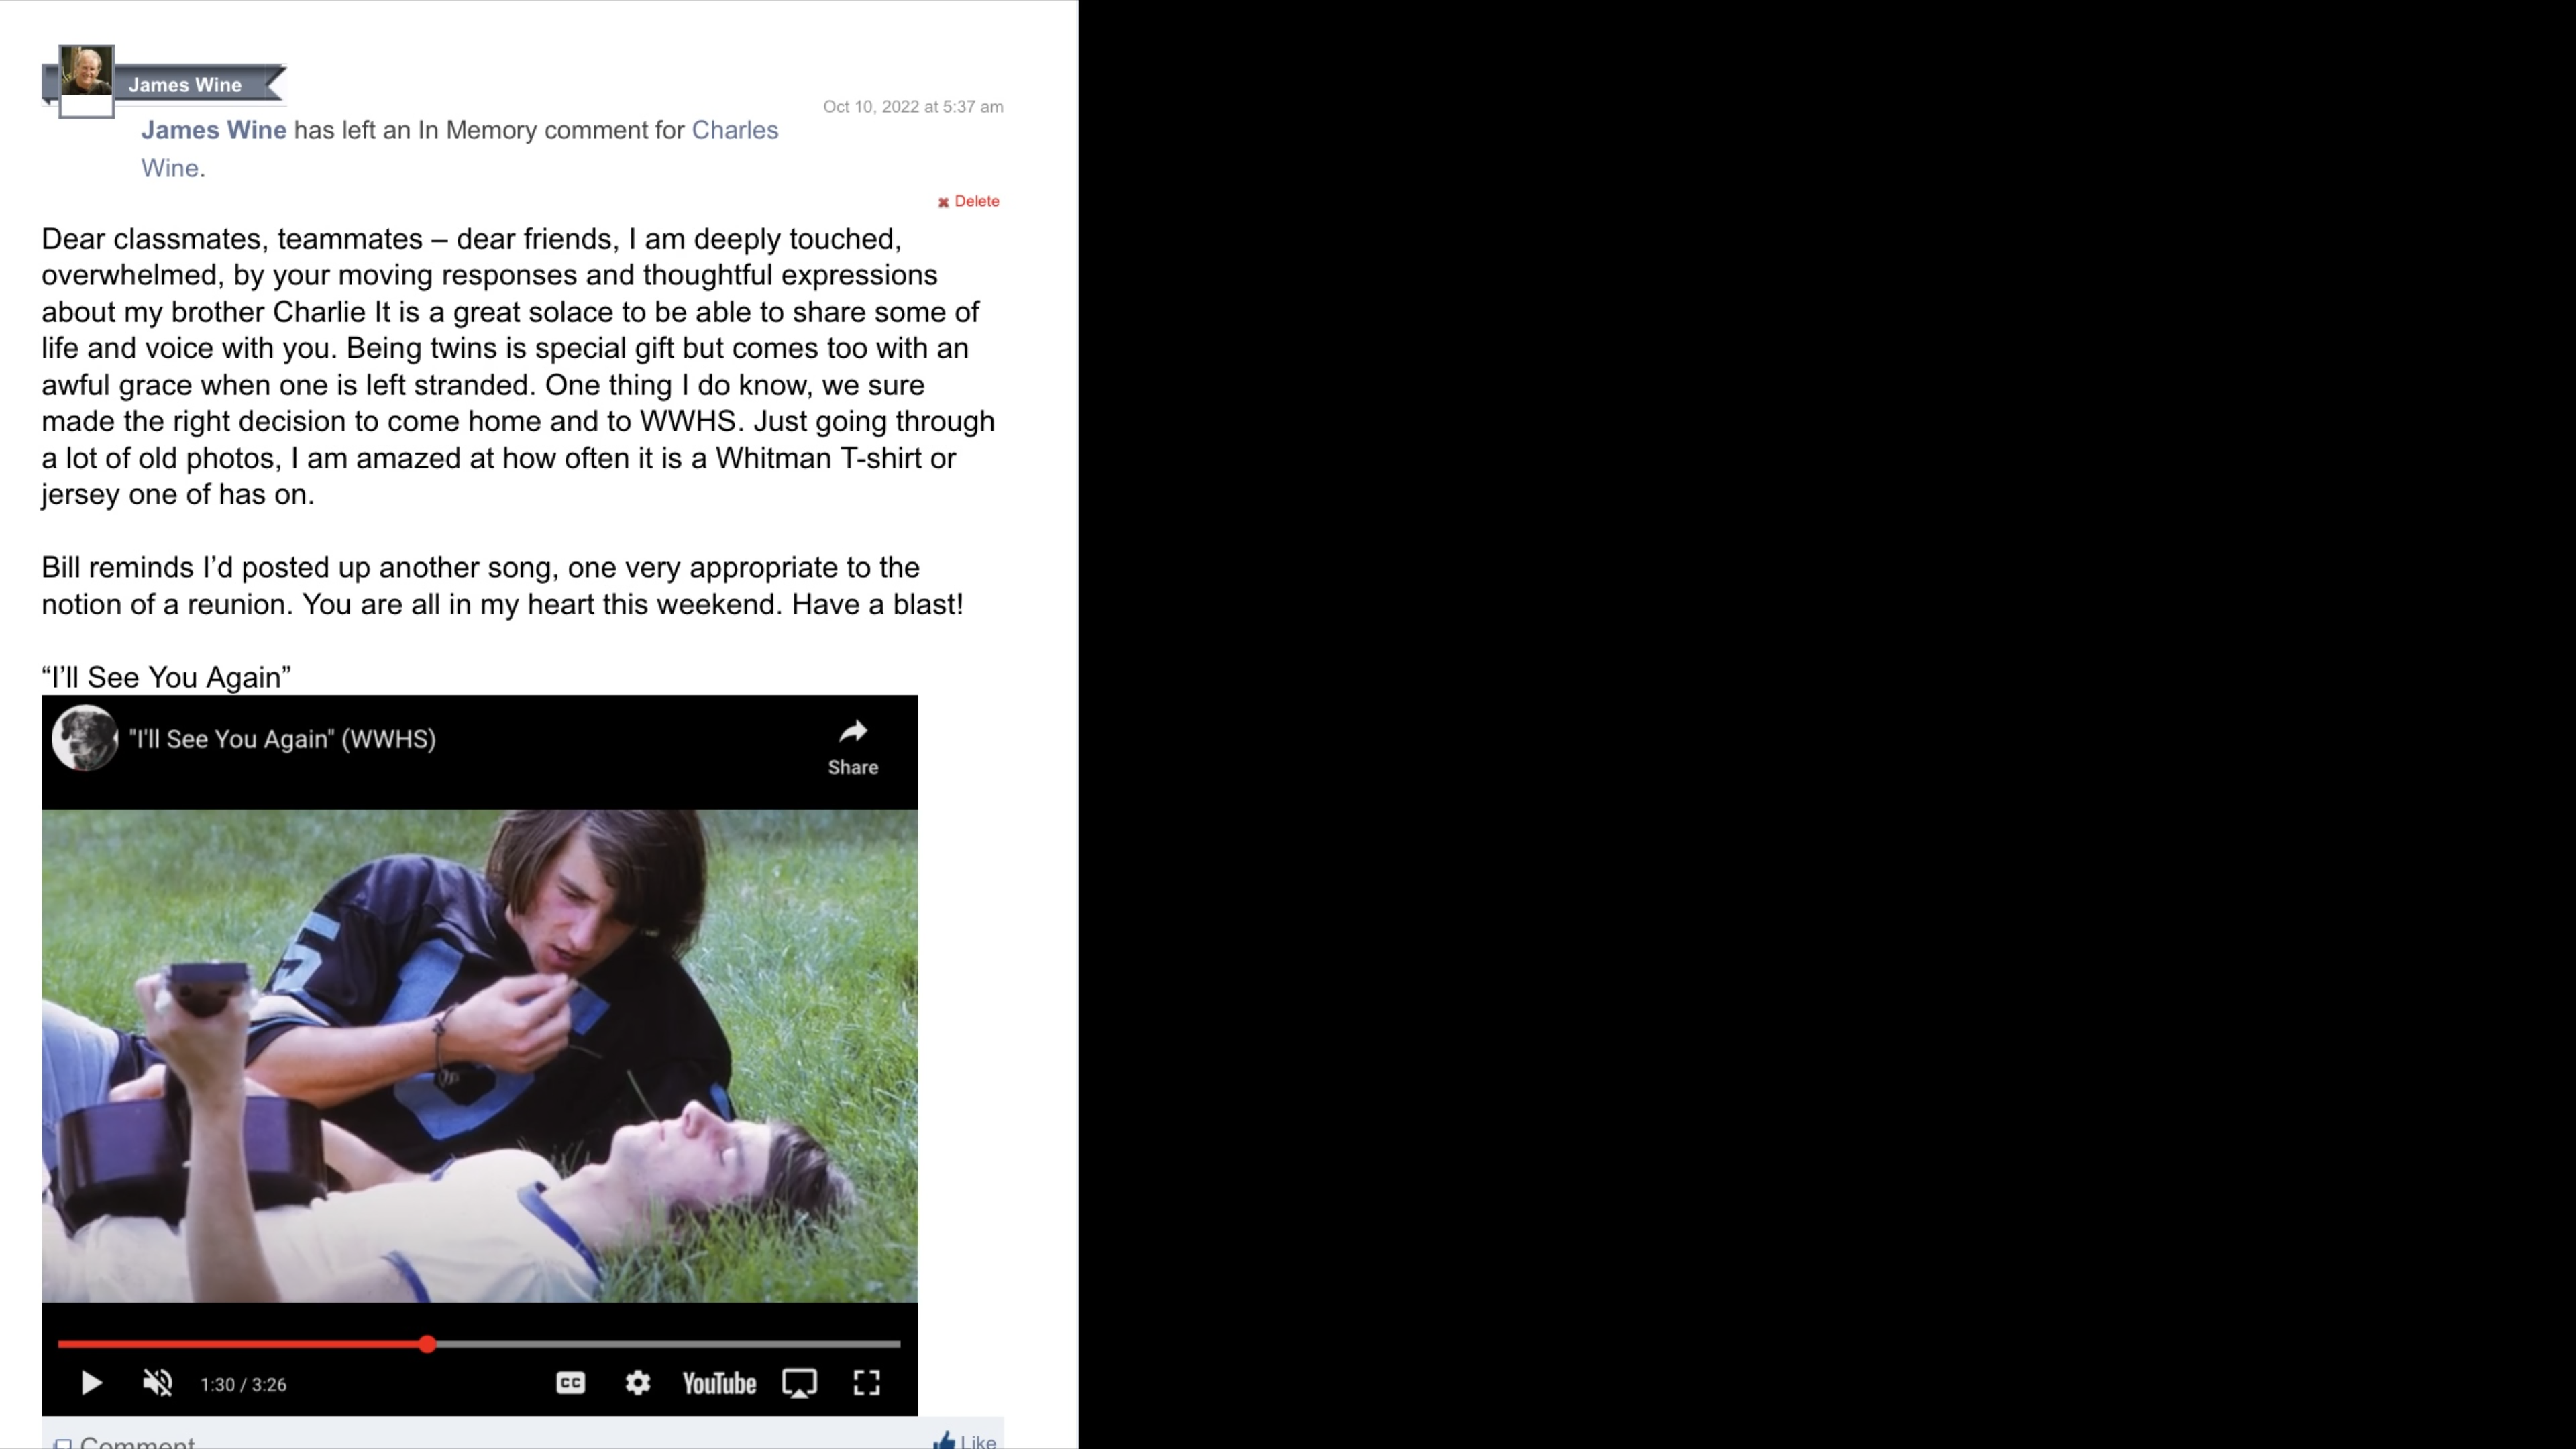 James Wine
Oct 10, 2022 at 5:37 am
James Wine has left an In Memory comment for Charles
Wine.
Delete
Dear classmates, teammates – dear friends, I am deeply touched,
overwhelmed, by your moving responses and thoughtful expressions
about my brother Charlie It is a great solace to be able to share some of
life and voice with you. Being twins is special gift but comes too with an
awful grace when one is left stranded. One thing I do know, we sure
made the right decision to come home and to WWHS. Just going through
a lot of old photos, I am amazed at how often it is a Whitman T-shirt or
jersey one of has on.
Bill reminds I’d posted up another song, one very appropriate to the
notion of a reunion. You are all in my heart this weekend. Have a blast!
“I’ll See You Again”
"I'll See You Again" (WWHS)
Share
1:30 / 3:26
CC
YouTube
Comment
Like